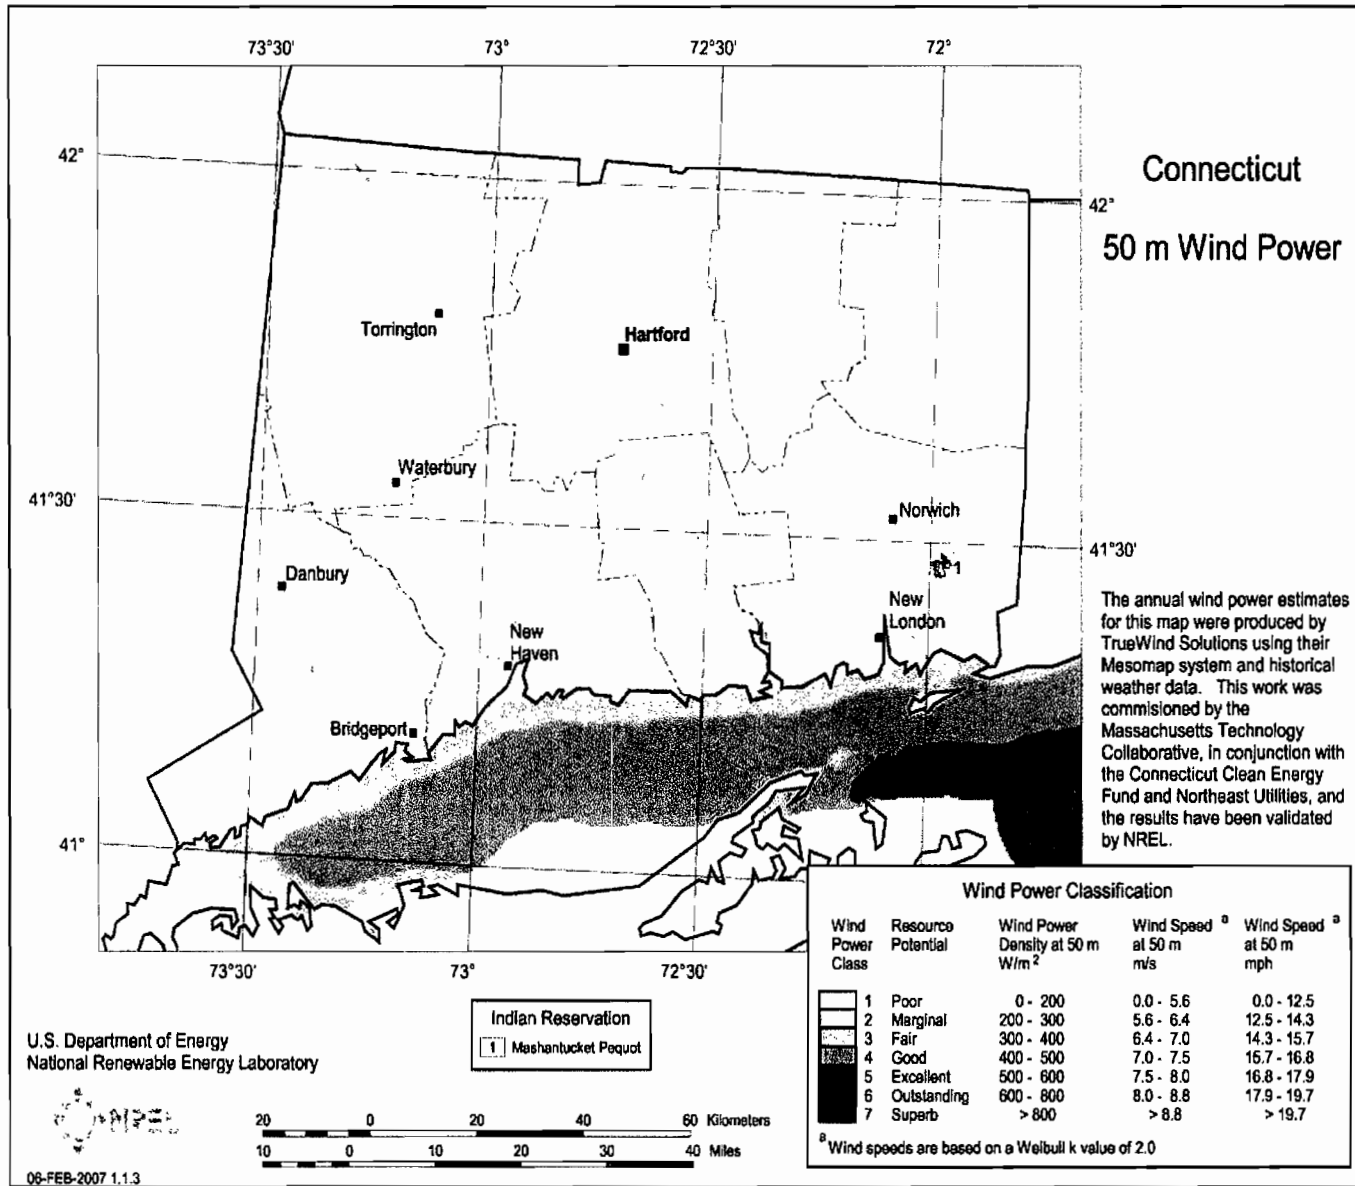 73°30'
73°
72°30'
72°
42°
Connecticut
42°
50 m Wind Power
Torrington
Hartford
Waterbury
41°30'
Norwich
41°30'
1
Danbury
New
London
New
Haven
Bridgeport
The annual wind power estimates
for this map were produced by
TrueWind Solutions using their
Mesomap system and historical
weather data. This work was
commisioned by the
Massachusetts Technology
Collaborative, in conjunction with
the Connecticut Clean Energy
Fund and Northeast Utilities, and
the results have been validated
by NREL.
41°
73°30'
73°
72°30'
Wind Power Classification
Wind Resource Wind Power Wind Speed a Wind Speed a
Power Potential Density at 50 m at 50 m at 50 m
Class W/m 2 m/s mph
1 Poor 0 - 200 0.0 - 5.6 0.0 - 12.5
2 Marginal 200 - 300 5.6 - 6.4 12.5 - 14.3
3 Fair 300 - 400 6.4 - 7.0 14.3 - 15.7
4 Good 400 - 500 7.0 - 7.5 15.7 - 16.8
5 Excellent 500 - 600 7.5 - 8.0 16.8 - 17.9
6 Outstanding 600 - 800 8.0 - 8.8 17.9 - 19.7
7 Superb > 800 > 8.8 > 19.7
a Wind speeds are based on a Weibull k value of 2.0
Indian Reservation
1 Mashantucket Pequot
U.S. Department of Energy
National Renewable Energy Laboratory
NREL
20 0 20 40 60 Kilometers
10 0 10 20 30 40 Miles
06-FEB-2007 1.1.3